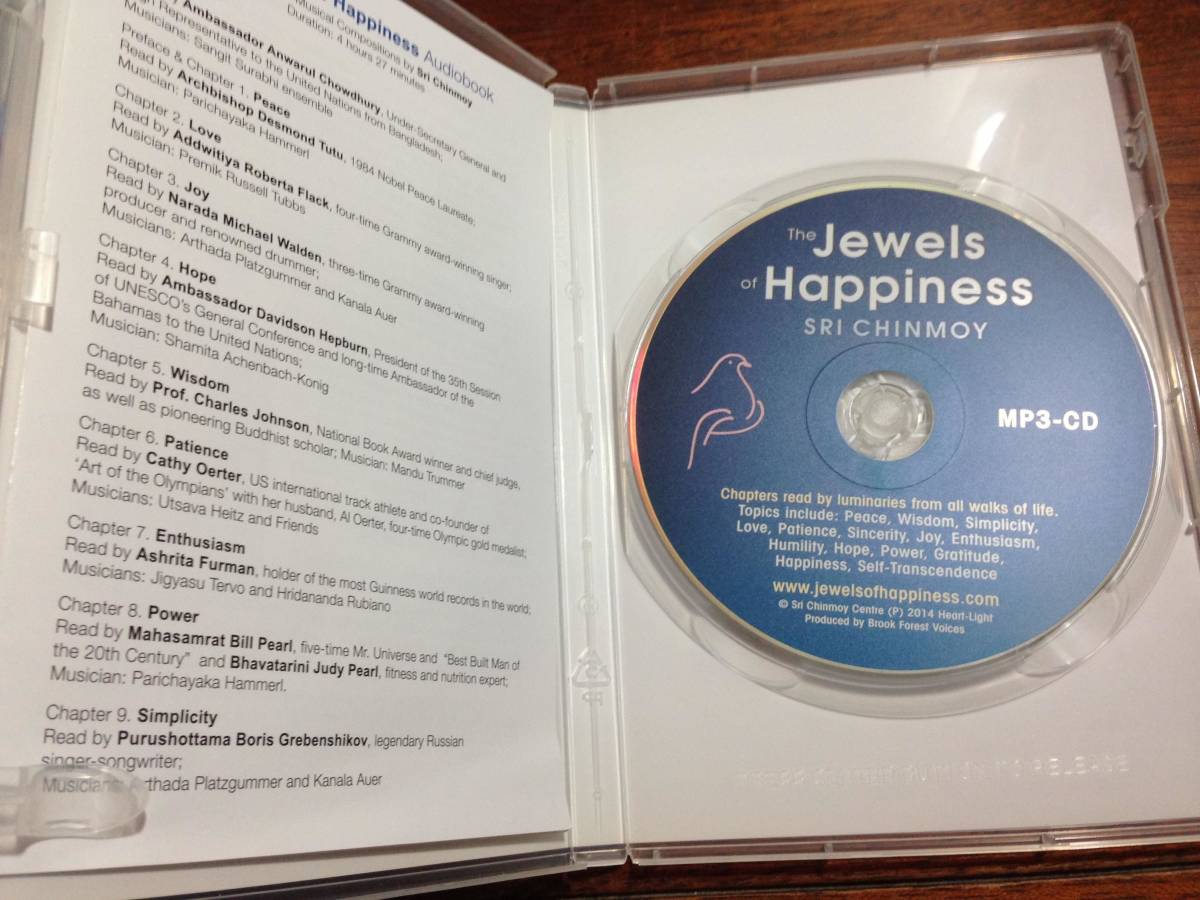 Happiness Audiobook
Musical Compositions by Sri Chinmoy
Duration: 4 hours 27 minutes
Ambassador Anwarul Chowdhury, Under-Secretary General and
Representative to the United Nations from Bangladesh;
Musicians: Sangit Surabhi ensemble
Preface & Chapter 1. Peace
Read by Archbishop Desmond Tutu, 1984 Nobel Peace Laureate;
Musician: Parichayaka Hammerl
Chapter 2. Love
Read by Addwitiya Roberta Flack, four-time Grammy award-winning singer;
Musician: Premik Russell Tubbs
Chapter 3. Joy
Read by Narada Michael Walden, three-time Grammy award-winning
producer and renowned drummer;
Musicians: Arthada Platzgummer and Kanala Auer
Chapter 4. Hope
Read by Ambassador Davidson Hepburn, President of the 35th Session
of UNESCO's General Conference and long-time Ambassador of the
Bahamas to the United Nations;
Musician: Shamita Achenbach-Konig
Chapter 5. Wisdom
Read by Prof. Charles Johnson, National Book Award winner and chief judge,
as well as pioneering Buddhist scholar; Musician: Mandu Trummer
Chapter 6. Patience
Read by Cathy Oerter, US international track athlete and co-founder of
'Art of the Olympians' with her husband, Al Oerter, four-time Olympic gold medalist;
Musicians: Utsava Heitz and Friends
Chapter 7. Enthusiasm
Read by Ashrita Furman, holder of the most Guinness world records in the world;
Musicians: Jigyasu Tervo and Hridananda Rubiano
Chapter 8. Power
Read by Mahasamrat Bill Pearl, five-time Mr. Universe and "Best Built Man of
the 20th Century" and Bhavatarini Judy Pearl, fitness and nutrition expert;
Musician: Parichayaka Hammerl.
Chapter 9. Simplicity
Read by Purushottama Boris Grebenshikov, legendary Russian
singer-songwriter;
Musicians: Arthada Platzgummer and Kanala Auer
5
PP
The Jewels
of Happiness
SRI CHINMOY
MP3-CD
Chapters read by luminaries from all walks of life.
Topics include: Peace, Wisdom, Simplicity,
Love, Patience, Sincerity, Joy, Enthusiasm,
Humility, Hope, Power, Gratitude,
Happiness, Self-Transcendence
www.jewelsofhappiness.com
© Sri Chinmoy Centre (P) 2014 Heart-Light
Produced by Brook Forest Voices
RELEASE